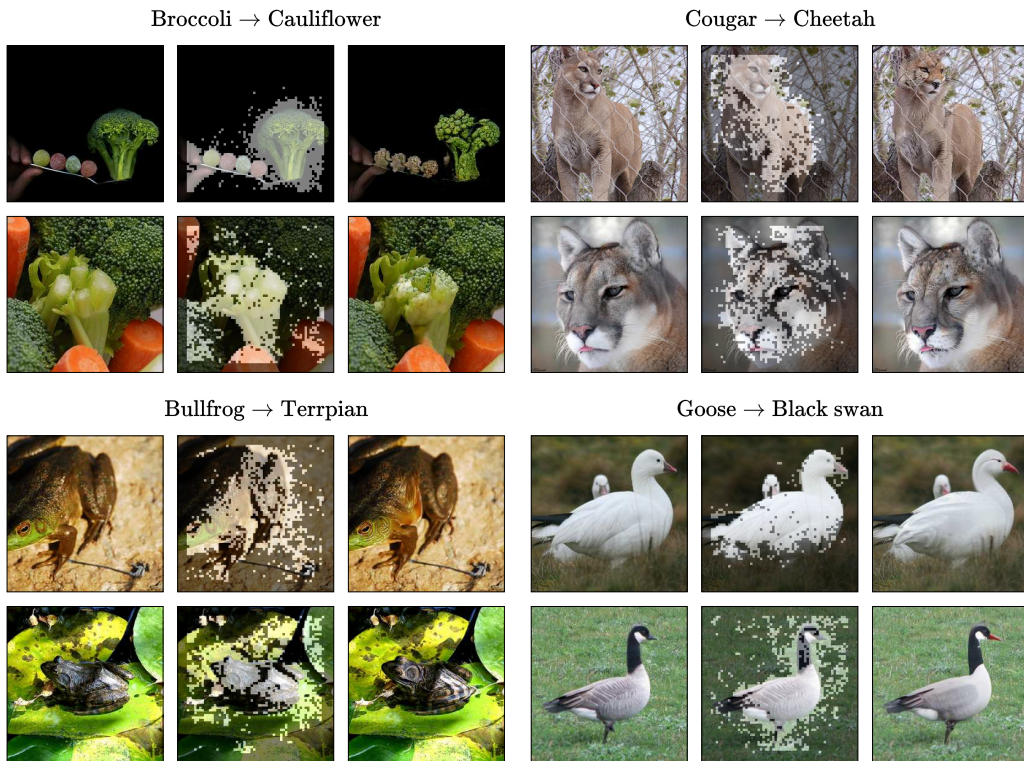 Broccoli → Cauliflower
Cougar → Cheetah
Bullfrog → Terrpian
Goose → Black swan